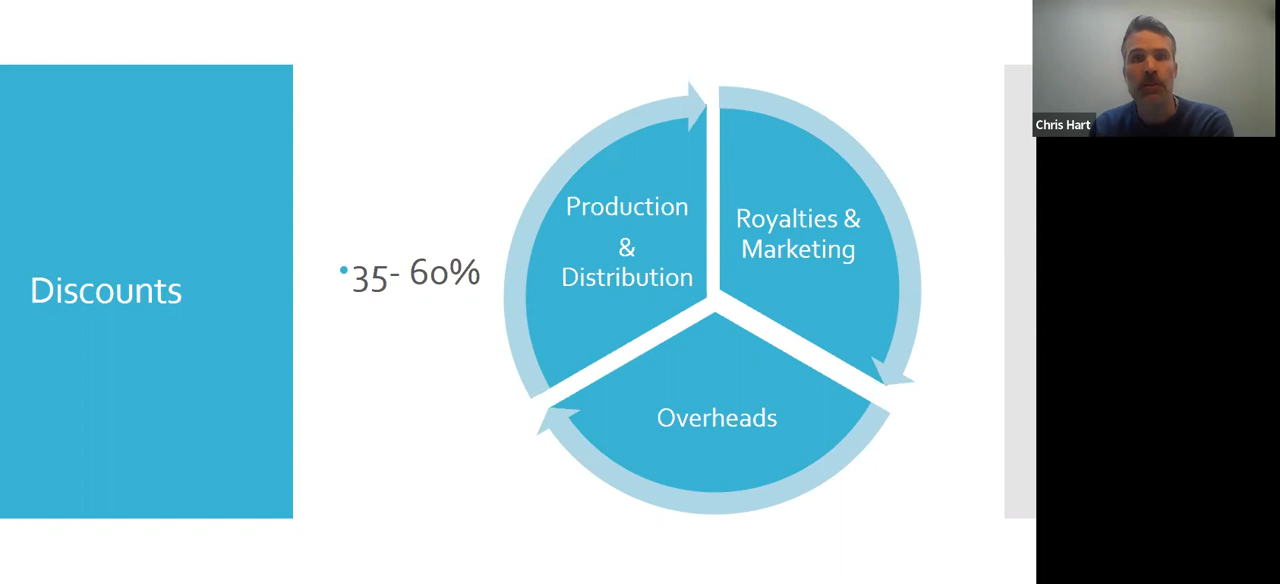 Discounts
•35- 60%
Production
&
Distribution
Royalties &
Marketing
Overheads
Chris Hart